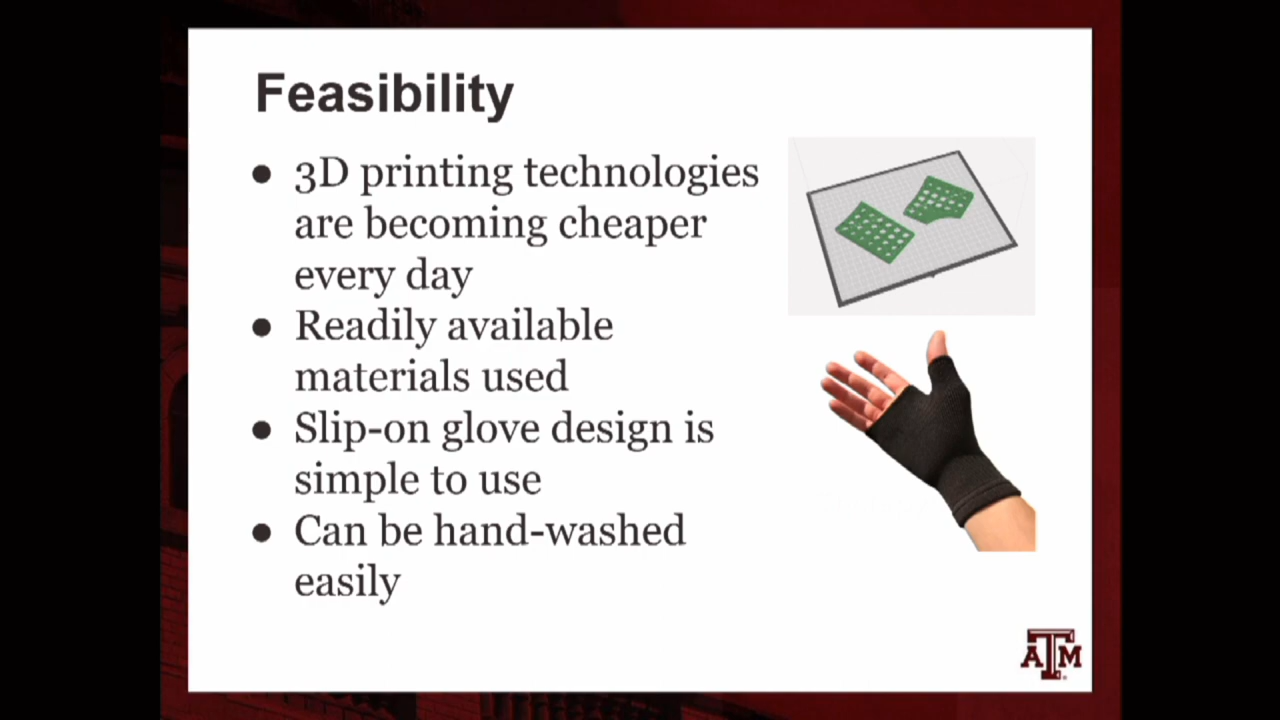 Feasibility
● 3D printing technologies
are becoming cheaper
every day
● Readily available
materials used
● Slip-on glove design is
simple to use
● Can be hand-washed
easily
ATM